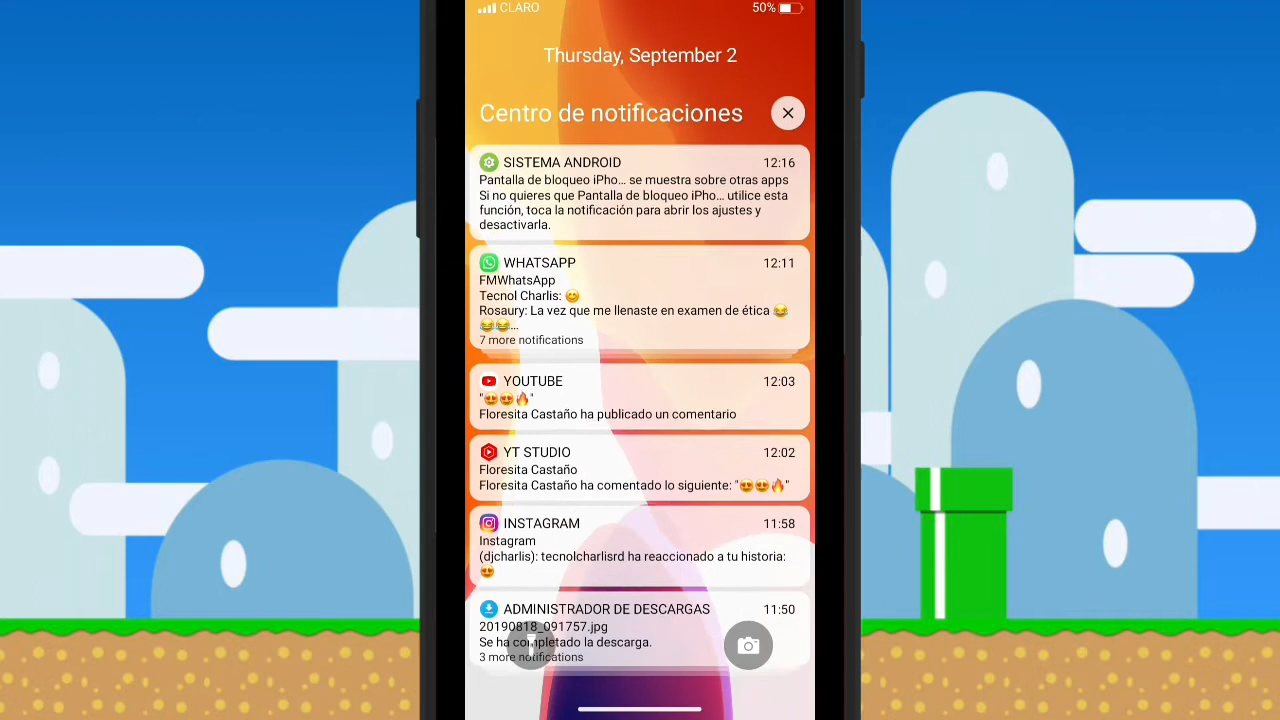 CLARO 50%
Thursday, September 2
Centro de notificaciones
SISTEMA ANDROID 12:16
Pantalla de bloqueo iPho... se muestra sobre otras apps
Si no quieres que Pantalla de bloqueo iPho... utilice esta
función, toca la notificación para abrir los ajustes y
desactivarla.
WHATSAPP 12:11
FMWhatsApp
Tecnol Charlis: 😊
Rosaury: La vez que me llenaste en examen de ética 😂
😂😂...
7 more notifications
YOUTUBE 12:03
"😍😍🔥"
Floresita Castaño ha publicado un comentario
YT STUDIO 12:02
Floresita Castaño
Floresita Castaño ha comentado lo siguiente: "😍😍🔥"
INSTAGRAM 11:58
Instagram
(djcharlis): tecnolcharlisrd ha reaccionado a tu historia:
😍
ADMINISTRADOR DE DESCARGAS 11:50
20190818_091757.jpg
Se ha completado la descarga.
3 more notifications